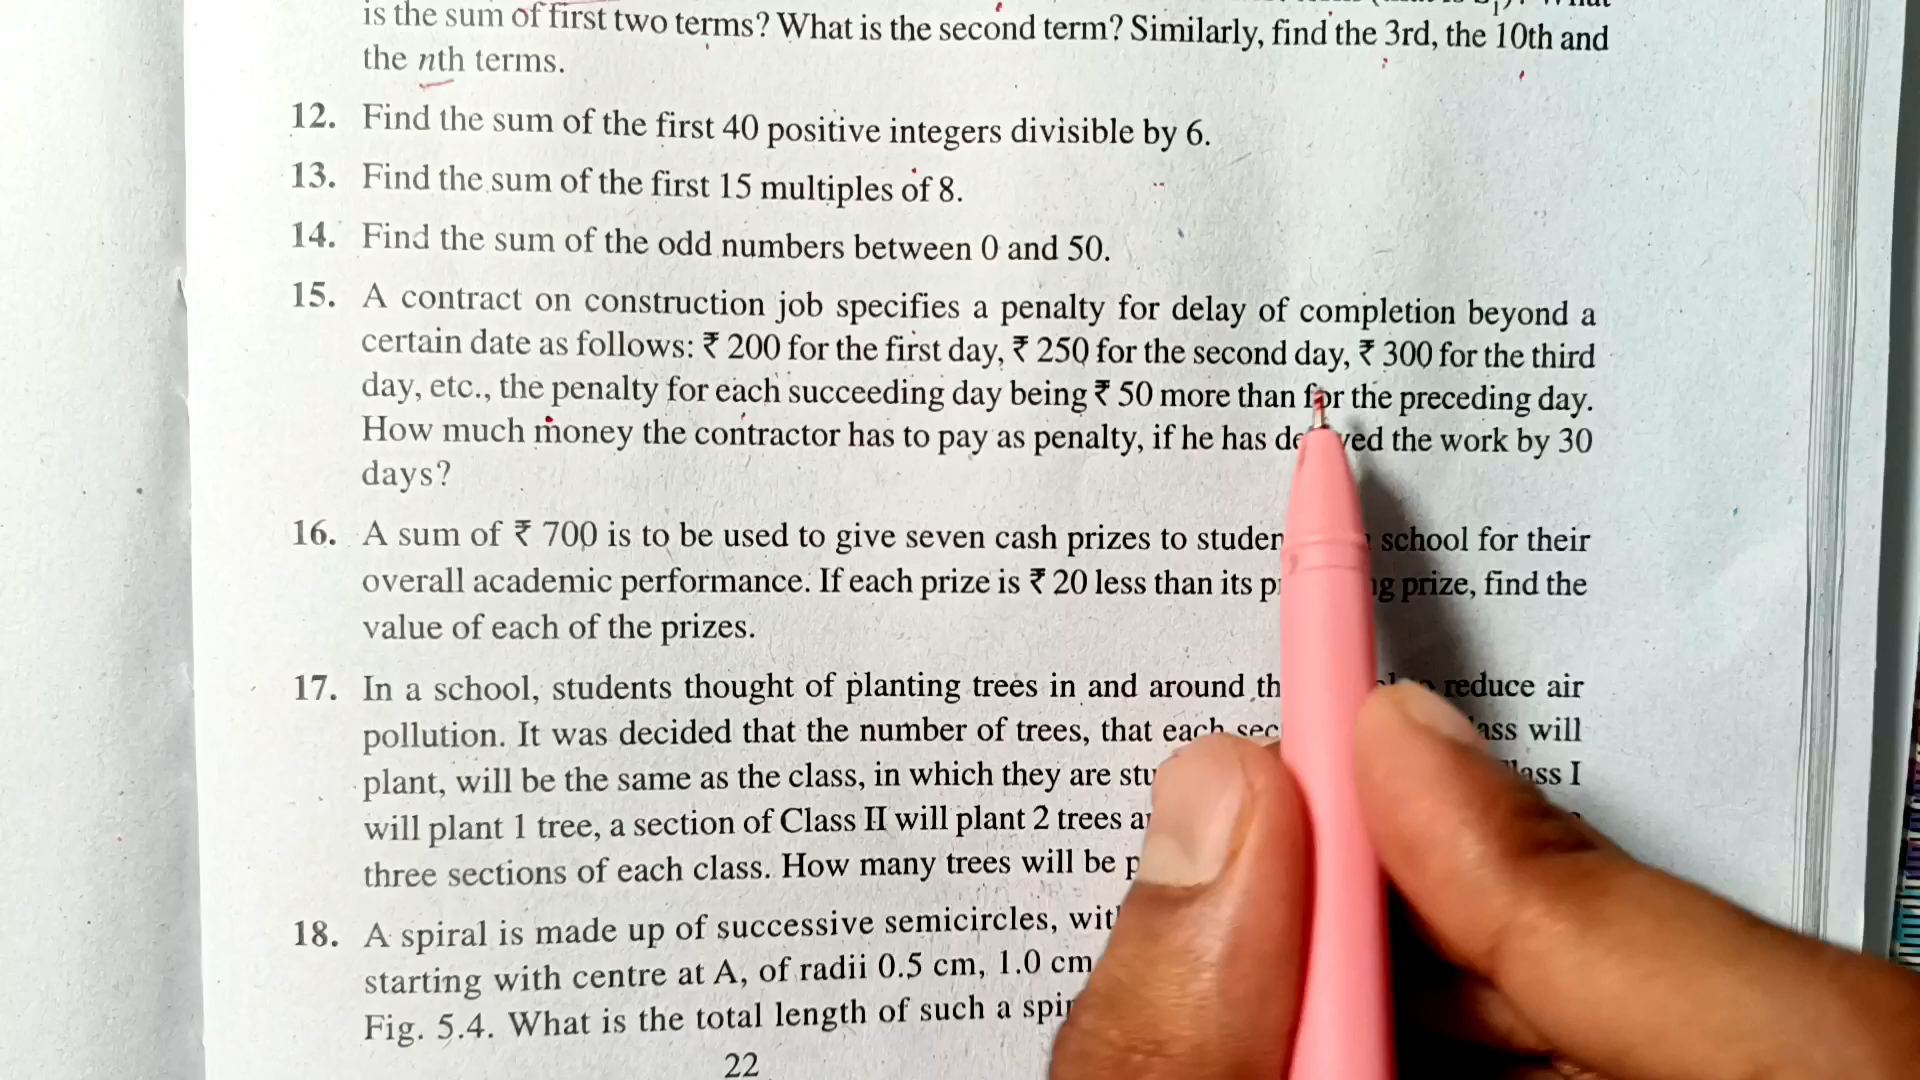 is the sum of first two terms? What is the second term? Similarly, find the 3rd, the 10th and
the nth terms.
12. Find the sum of the first 40 positive integers divisible by 6.
13. Find the sum of the first 15 multiples of 8.
14. Find the sum of the odd numbers between 0 and 50.
15. A contract on construction job specifies a penalty for delay of completion beyond a
certain date as follows: ₹ 200 for the first day, ₹ 250 for the second day, ₹ 300 for the third
day, etc., the penalty for each succeeding day being ₹ 50 more than for the preceding day.
How much money the contractor has to pay as penalty, if he has the work by 30
days?
16. A sum of ₹ 700 is to be used to give seven cash prizes to school for their
overall academic performance. If each prize is ₹ 20 less than its prize, find the
value of each of the prizes.
17. In a school, students thought of planting trees in and around reduce air
pollution. It was decided that the number of trees, that each will
plant, will be the same as the class, in which they are I
will plant 1 tree, a section of Class II will plant 2 trees
three sections of each class. How many trees will be
18. A spiral is made up of successive semicircles,
starting with centre at A, of radii 0.5 cm, 1.0 cm
Fig. 5.4. What is the total length of such a
22